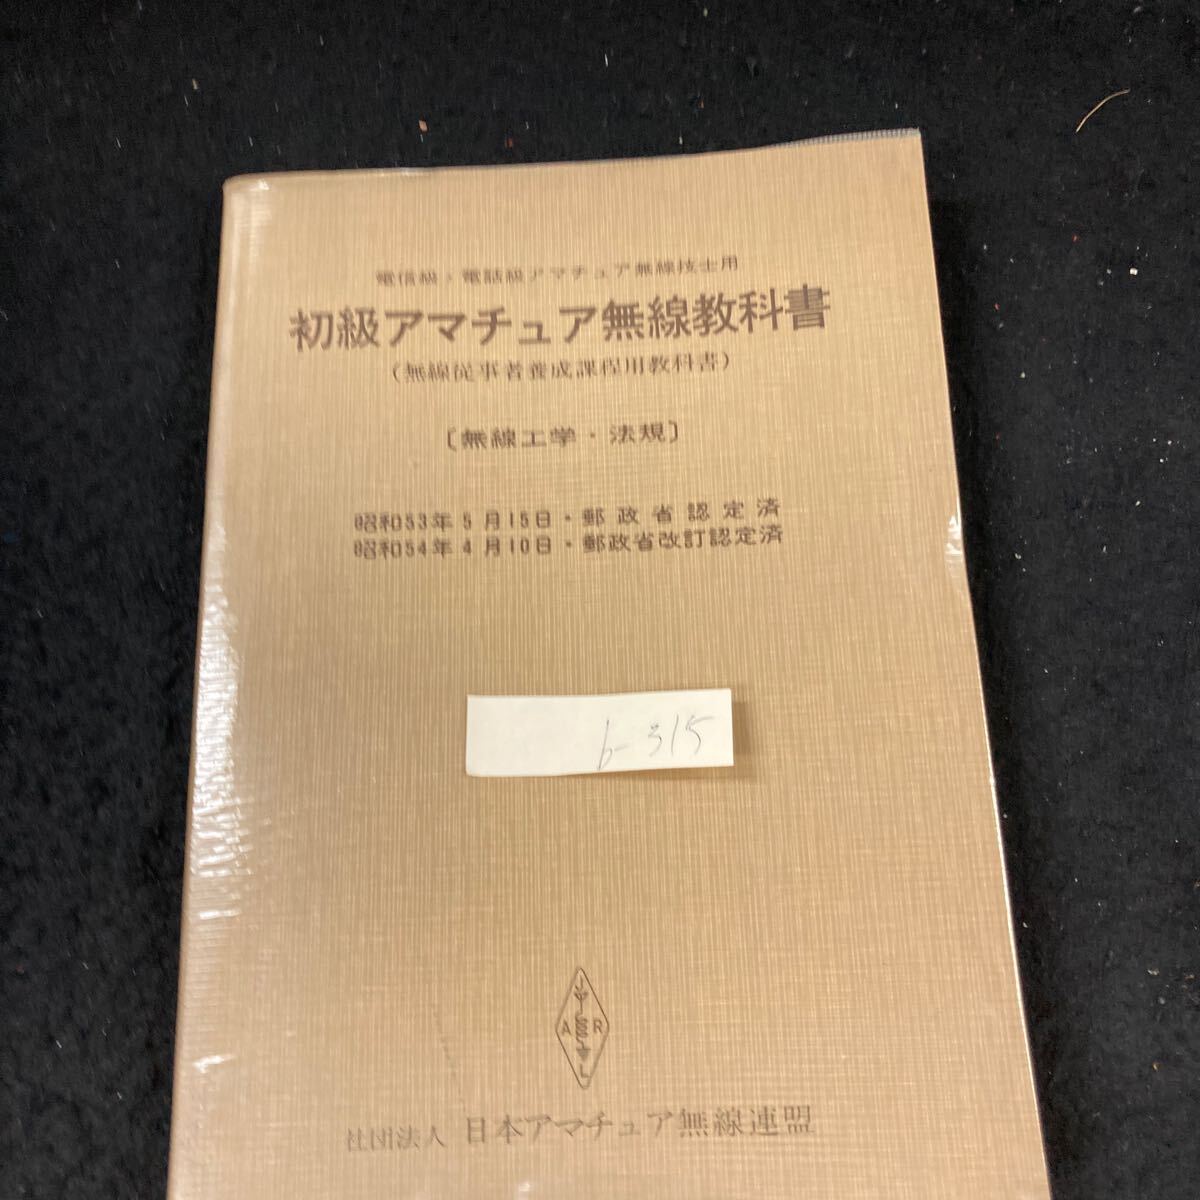 電信級・電話級アマチュア無線技士用
初級アマチュア無線教科書
(無線従事者養成課程用教科書)
〔無線工学・法規〕
昭和53年5月15日・郵政省認定済
昭和54年4月10日・郵政省改訂認定済
b-315
J
A R
L
社団法人 日本アマチュア無線連盟